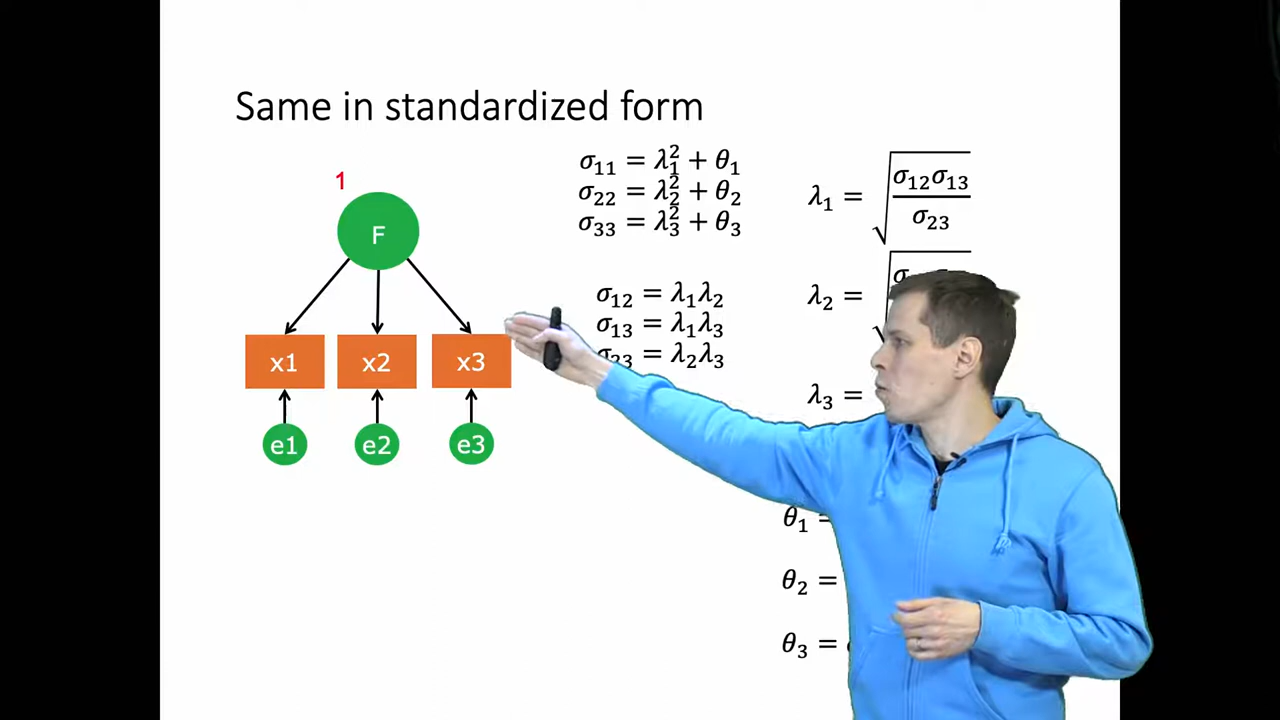 Same in standardized form
1
F
x1 x2 x3
e1 e2 e3
σ₁₁ = λ₁² + θ₁
σ₂₂ = λ₂² + θ₂
σ₃₃ = λ₃² + θ₃
σ₁₂ = λ₁λ₂
σ₁₃ = λ₁λ₃
σ₂₃ = λ₂λ₃
λ₁ = √(σ₁₂σ₁₃ / σ₂₃)
λ₂ =
λ₃ =
θ₁ =
θ₂ =
θ₃ =